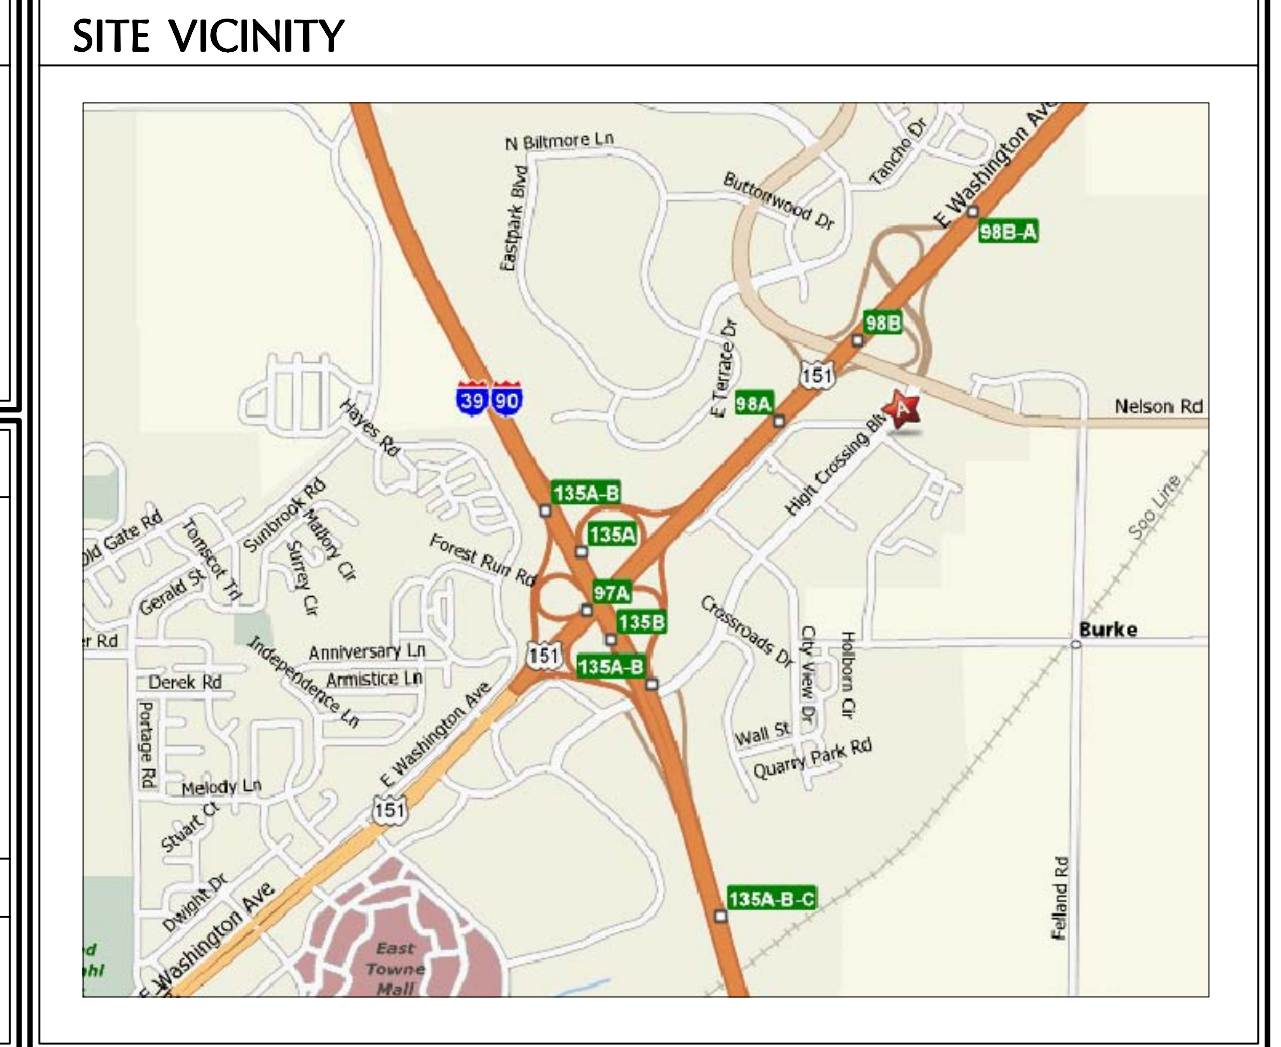 SITE VICINITY
N Biltmore Ln
Tancho Dr
E Washington Ave
Buttonwood Dr
Eastpark Blvd
98B-A
98B
E Terrace Dr
151
98A
39
90
A
Nelson Rd
Hayes Rd
High Crossing Blv
135A-B
Sunbrook Rd
Mallory Cir
Soo Line
Old Gate Rd
Tomscot Trl
135A
Forest Run Rd
Surrey Cir
Gerald St
97A
Crossroads Dr
135B
Burke
er Rd
Independence Ln
Anniversary Ln
151
135A-B
City View Dr
Holborn Cir
Derek Rd
Armistice Ln
Portage Rd
E Washington Ave
Wall St
Quarry Park Rd
Melody Ln
151
Stuart Ct
Dwight Dr
135A-B-C
Felland Rd
E Washington Ave
East
Towne
Mall